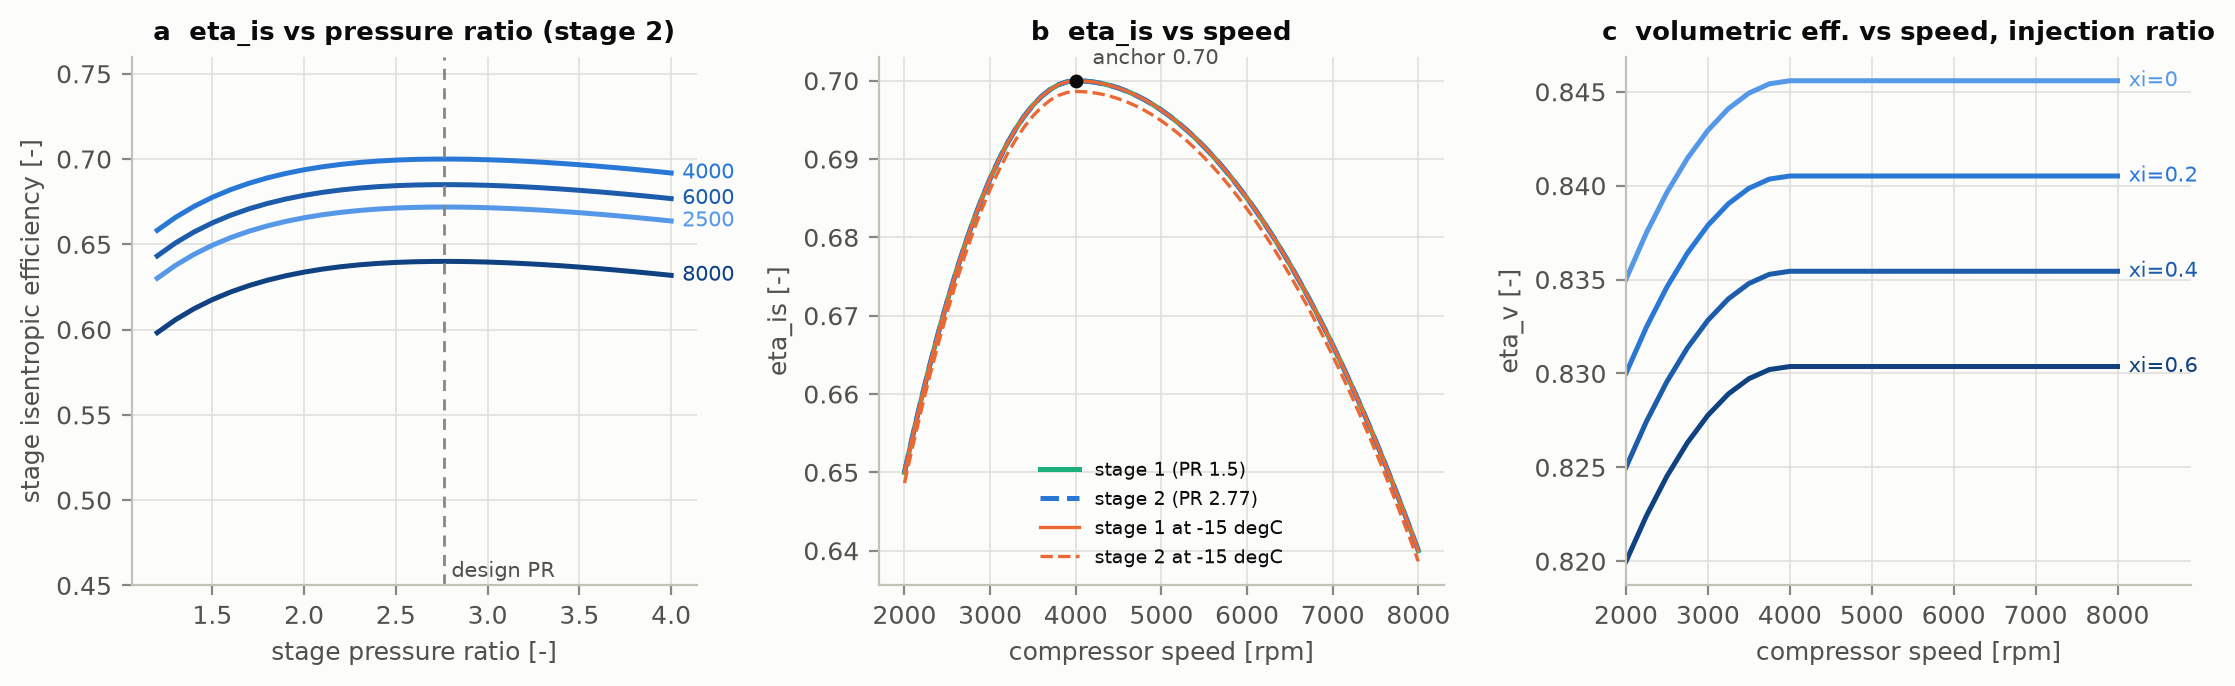 a  eta_is vs pressure ratio (stage 2)
stage isentropic efficiency [-]
0.75
0.70
0.65
0.60
0.55
0.50
0.45
4000
6000
2500
8000
design PR
1.5
2.0
2.5
3.0
3.5
4.0
stage pressure ratio [-]
b  eta_is vs speed
anchor 0.70
eta_is [-]
0.70
0.69
0.68
0.67
0.66
0.65
0.64
stage 1 (PR 1.5)
stage 2 (PR 2.77)
stage 1 at -15 degC
stage 2 at -15 degC
2000
3000
4000
5000
6000
7000
8000
compressor speed [rpm]
c  volumetric eff. vs speed, injection ratio
eta_v [-]
0.845
0.840
0.835
0.830
0.825
0.820
xi=0
xi=0.2
xi=0.4
xi=0.6
2000
3000
4000
5000
6000
7000
8000
compressor speed [rpm]